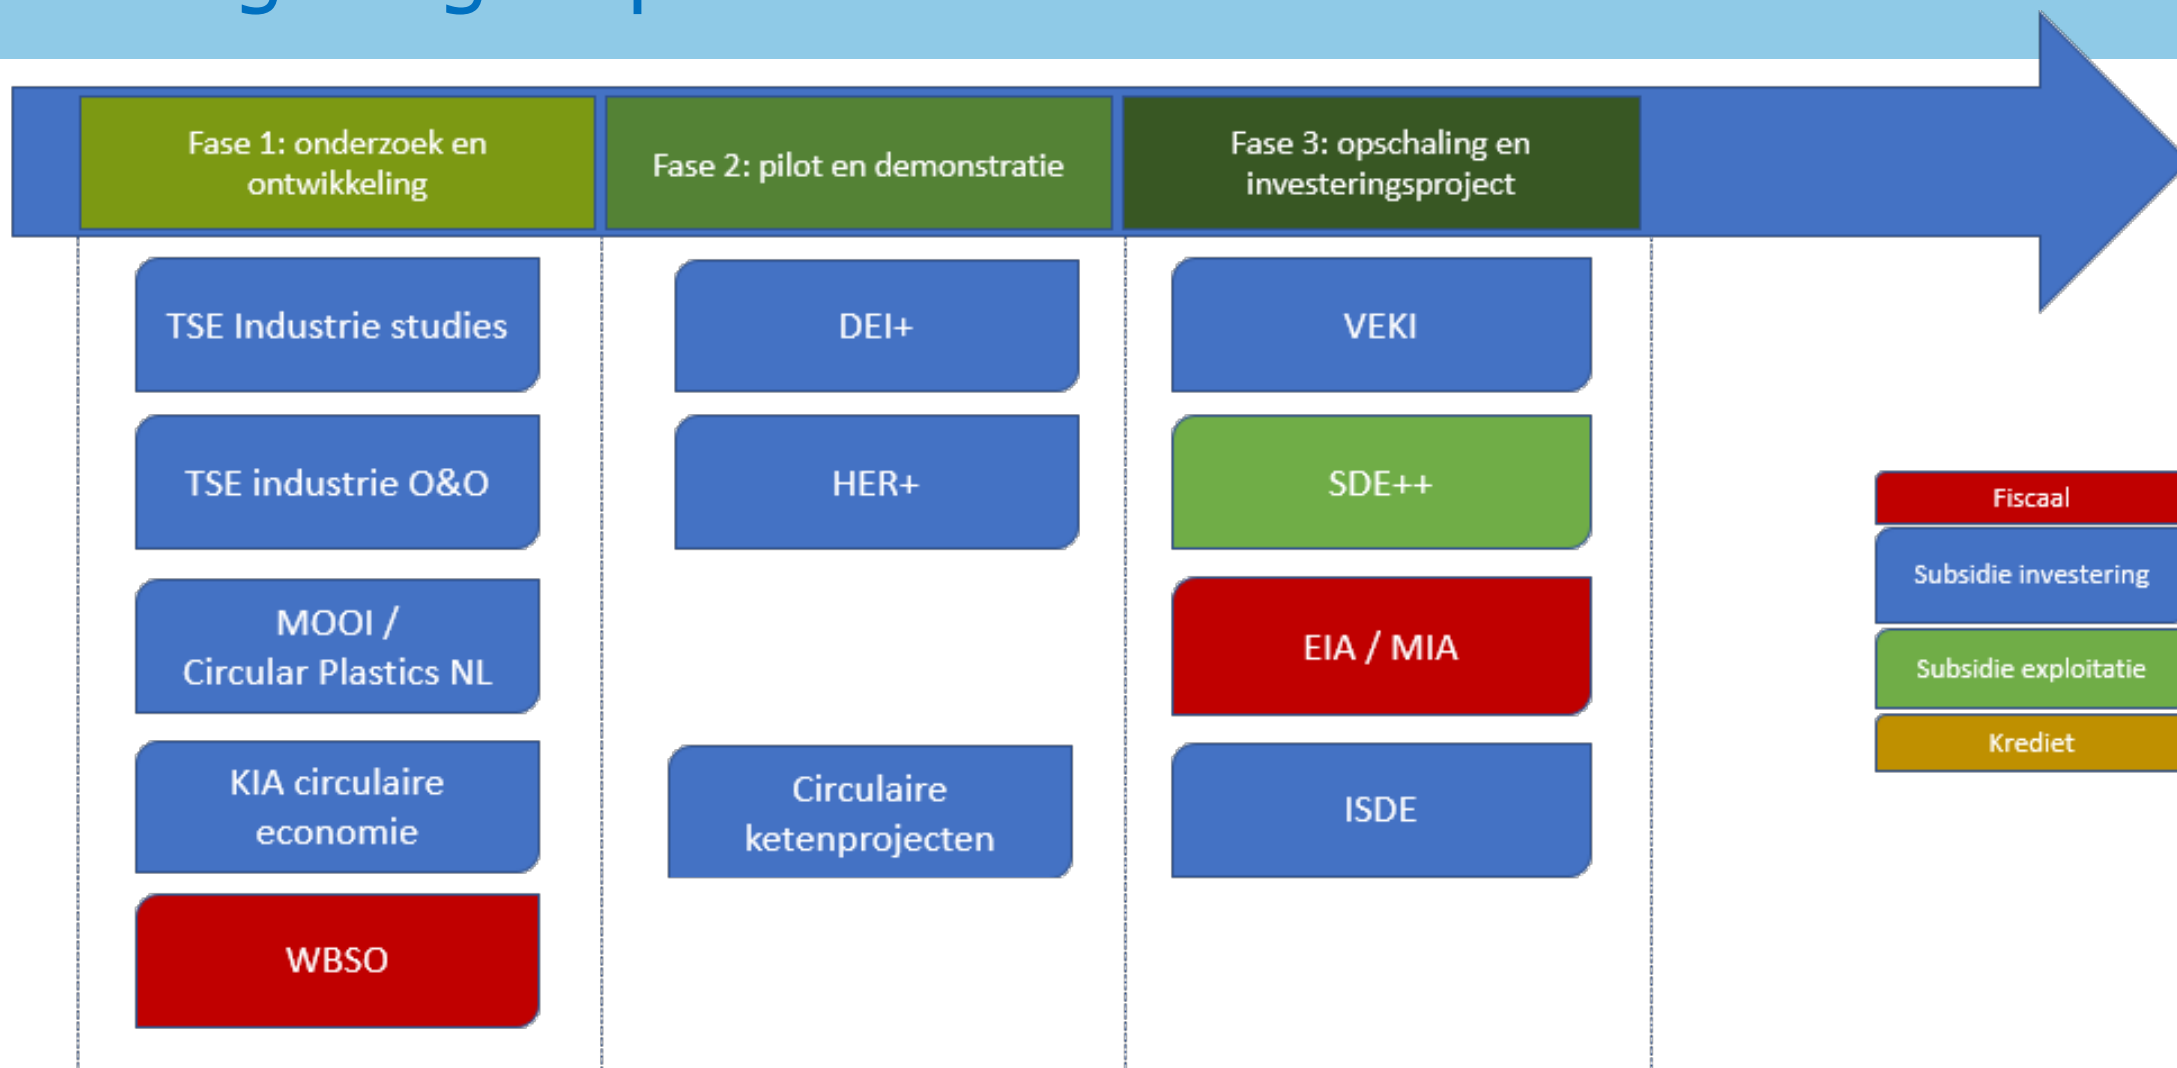 Fase 1: onderzoek en
ontwikkeling
Fase 2: pilot en demonstratie
Fase 3: opschaling en
investeringsproject
TSE Industrie studies
DEI+
VEKI
TSE industrie O&O
HER+
SDE++
MOOI /
Circular Plastics NL
EIA / MIA
KIA circulaire
economie
Circulaire
ketenprojecten
ISDE
WBSO
Fiscaal
Subsidie investering
Subsidie exploitatie
Krediet